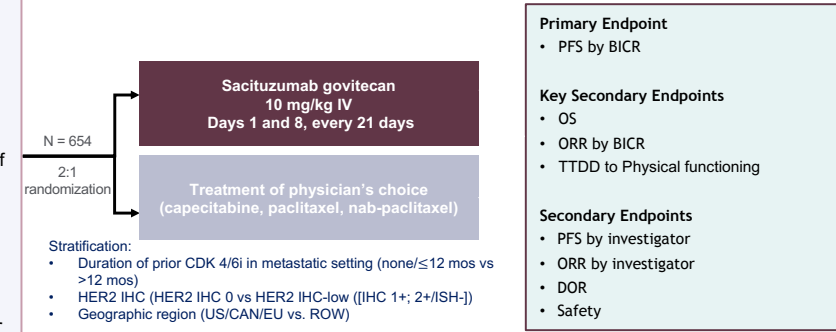 f
.
N = 654
2:1
randomization
Sacituzumab govitecan
10 mg/kg IV
Days 1 and 8, every 21 days
Treatment of physician's choice
(capecitabine, paclitaxel, nab-paclitaxel)
Stratification:
• Duration of prior CDK 4/6i in metastatic setting (none/≤12 mos vs
>12 mos)
• HER2 IHC (HER2 IHC 0 vs HER2 IHC-low ([IHC 1+; 2+/ISH-])
• Geographic region (US/CAN/EU vs. ROW)
Primary Endpoint
• PFS by BICR
Key Secondary Endpoints
• OS
• ORR by BICR
• TTDD to Physical functioning
Secondary Endpoints
• PFS by investigator
• ORR by investigator
• DOR
• Safety